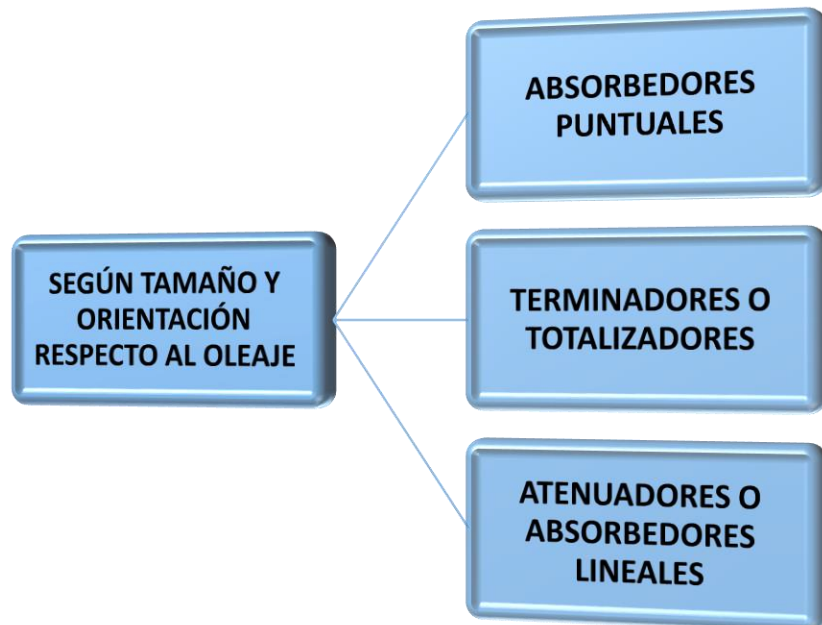 SEGÚN TAMAÑO Y
ORIENTACIÓN
RESPECTO AL OLEAJE
ABSORBEDORES
PUNTUALES
TERMINADORES O
TOTALIZADORES
ATENUADORES O
ABSORBEDORES
LINEALES